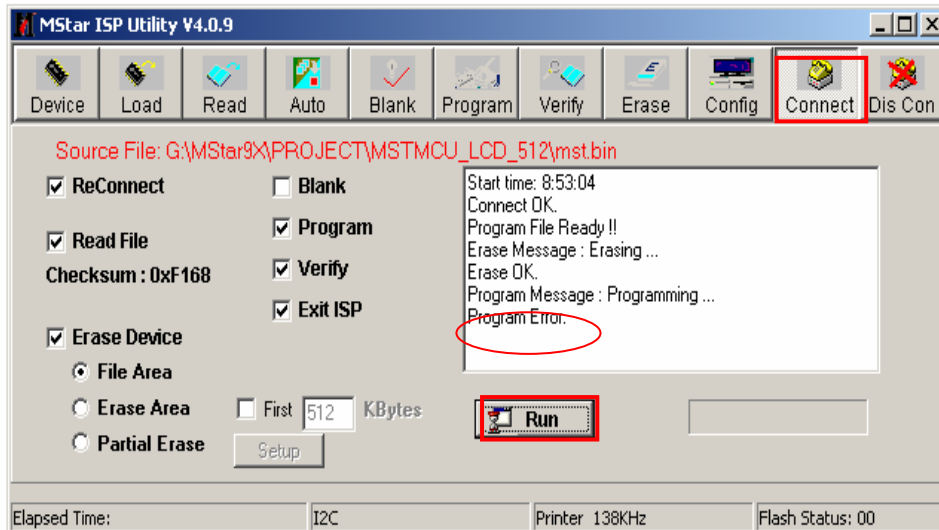 MStar ISP Utility V4.0.9
Device Load Read Auto Blank Program Verify Erase Config Connect Dis Con
Source File: G:\MStar9X\PROJECT\MSTMCU_LCD_512\mst.bin
ReConnect
Read File
Checksum : 0xF168
Erase Device
File Area
Erase Area
Partial Erase
Blank
Program
Verify
Exit ISP
First 512 KBytes
Setup
Start time: 8:53:04
Connect OK.
Program File Ready !!
Erase Message : Erasing ...
Erase OK.
Program Message : Programming ...
Program Error.
Run
Elapsed Time: I2C Printer 138KHz Flash Status: 00